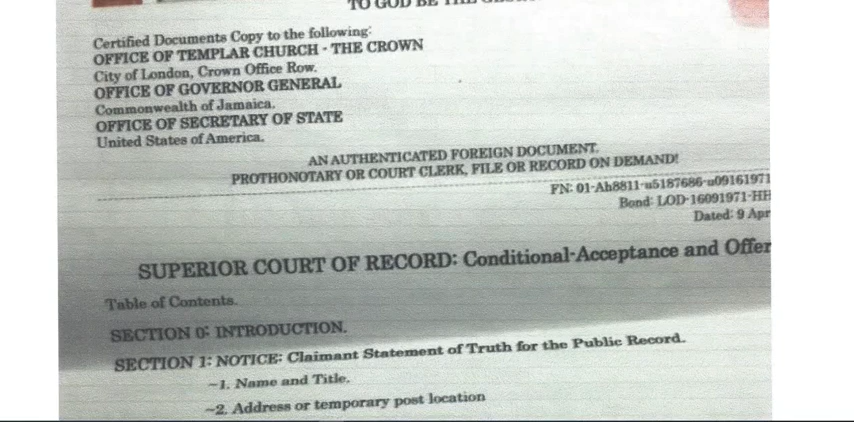 TO GOD BE THE
Certified Documents Copy to the following:
OFFICE OF TEMPLAR CHURCH - THE CROWN
City of London, Crown Office Row.
OFFICE OF GOVERNOR GENERAL
Commonwealth of Jamaica.
OFFICE OF SECRETARY OF STATE
United States of America.
AN AUTHENTICATED FOREIGN DOCUMENT.
PROTHONOTARY OR COURT CLERK, FILE OR RECORD ON DEMAND!
FN: 01-Ah8811-u5187686-u09161971
Bond: LOD-16091971-HH
Dated: 9 Apr
SUPERIOR COURT OF RECORD: Conditional-Acceptance and Offer
Table of Contents.
SECTION 0: INTRODUCTION.
SECTION 1: NOTICE: Claimant Statement of Truth for the Public Record.
~1. Name and Title.
~2. Address or temporary post location